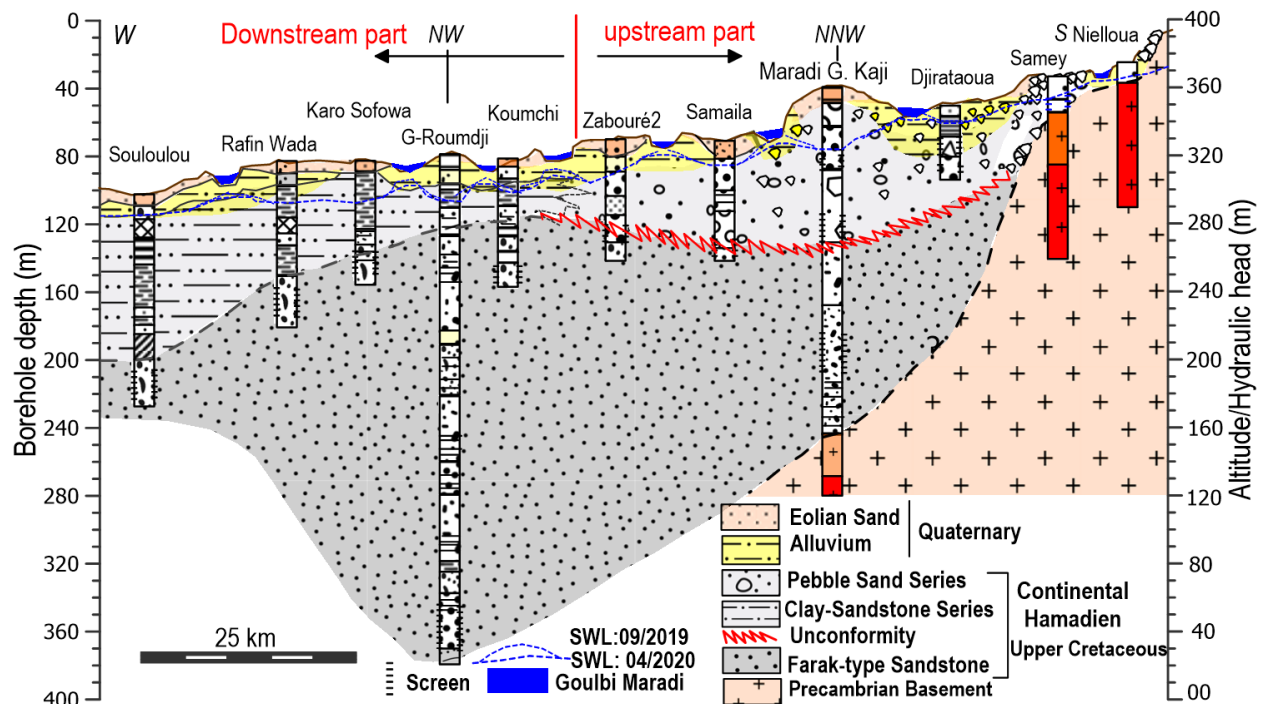 0
40
80
120
160
200
240
280
320
360
400
Borehole depth (m)
W
Downstream part
NW
upstream part
NNW
S
Souloulou
Rafin Wada
Karo Sofowa
G-Roumdji
Koumchi
Zabouré2
Samaila
Maradi G. Kaji
Djirataoua
Samey
Nielloua
?
400
360
320
280
240
200
160
120
80
40
00
Altitude/Hydraulic head (m)
25 km
SWL:09/2019
SWL: 04/2020
Screen
Goulbi Maradi
Eolian Sand
Alluvium
Quaternary
Pebble Sand Series
Clay-Sandstone Series
Unconformity
Farak-type Sandstone
Precambrian Basement
Continental
Hamadien
Upper Cretaceous